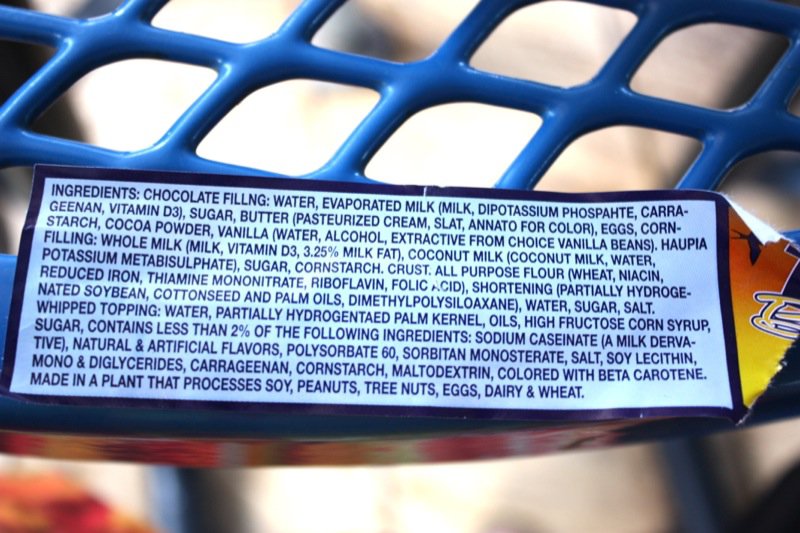 INGREDIENTS: CHOCOLATE FILLNG: WATER, EVAPORATED MILK (MILK, DIPOTASSIUM PHOSPAHTE, CARRA-
GEENAN, VITAMIN D3), SUGAR, BUTTER (PASTEURIZED CREAM, SLAT, ANNATO FOR COLOR), EGGS, CORN-
STARCH, COCOA POWDER, VANILLA (WATER, ALCOHOL, EXTRACTIVE FROM CHOICE VANILLA BEANS). HAUPIA
FILLING: WHOLE MILK (MILK, VITAMIN D3, 3.25% MILK FAT), COCONUT MILK (COCONUT MILK, WATER,
POTASSIUM METABISULPHATE), SUGAR, CORNSTARCH. CRUST. ALL PURPOSE FLOUR (WHEAT, NIACIN,
REDUCED IRON, THIAMINE MONONITRATE, RIBOFLAVIN, FOLIC ACID), SHORTENING (PARTIALLY HYDROGE-
NATED SOYBEAN, COTTONSEED AND PALM OILS, DIMETHYLPOLYSILOAXANE), WATER, SUGAR, SALT.
WHIPPED TOPPING: WATER, PARTIALLY HYDROGENTAED PALM KERNEL, OILS, HIGH FRUCTOSE CORN SYRUP,
SUGAR, CONTAINS LESS THAN 2% OF THE FOLLOWING INGREDIENTS: SODIUM CASEINATE (A MILK DERVA-
TIVE), NATURAL & ARTIFICIAL FLAVORS, POLYSORBATE 60, SORBITAN MONOSTERATE, SALT, SOY LECITHIN,
MONO & DIGLYCERIDES, CARRAGEENAN, CORNSTARCH, MALTODEXTRIN, COLORED WITH BETA CAROTENE.
MADE IN A PLANT THAT PROCESSES SOY, PEANUTS, TREE NUTS, EGGS, DAIRY & WHEAT.